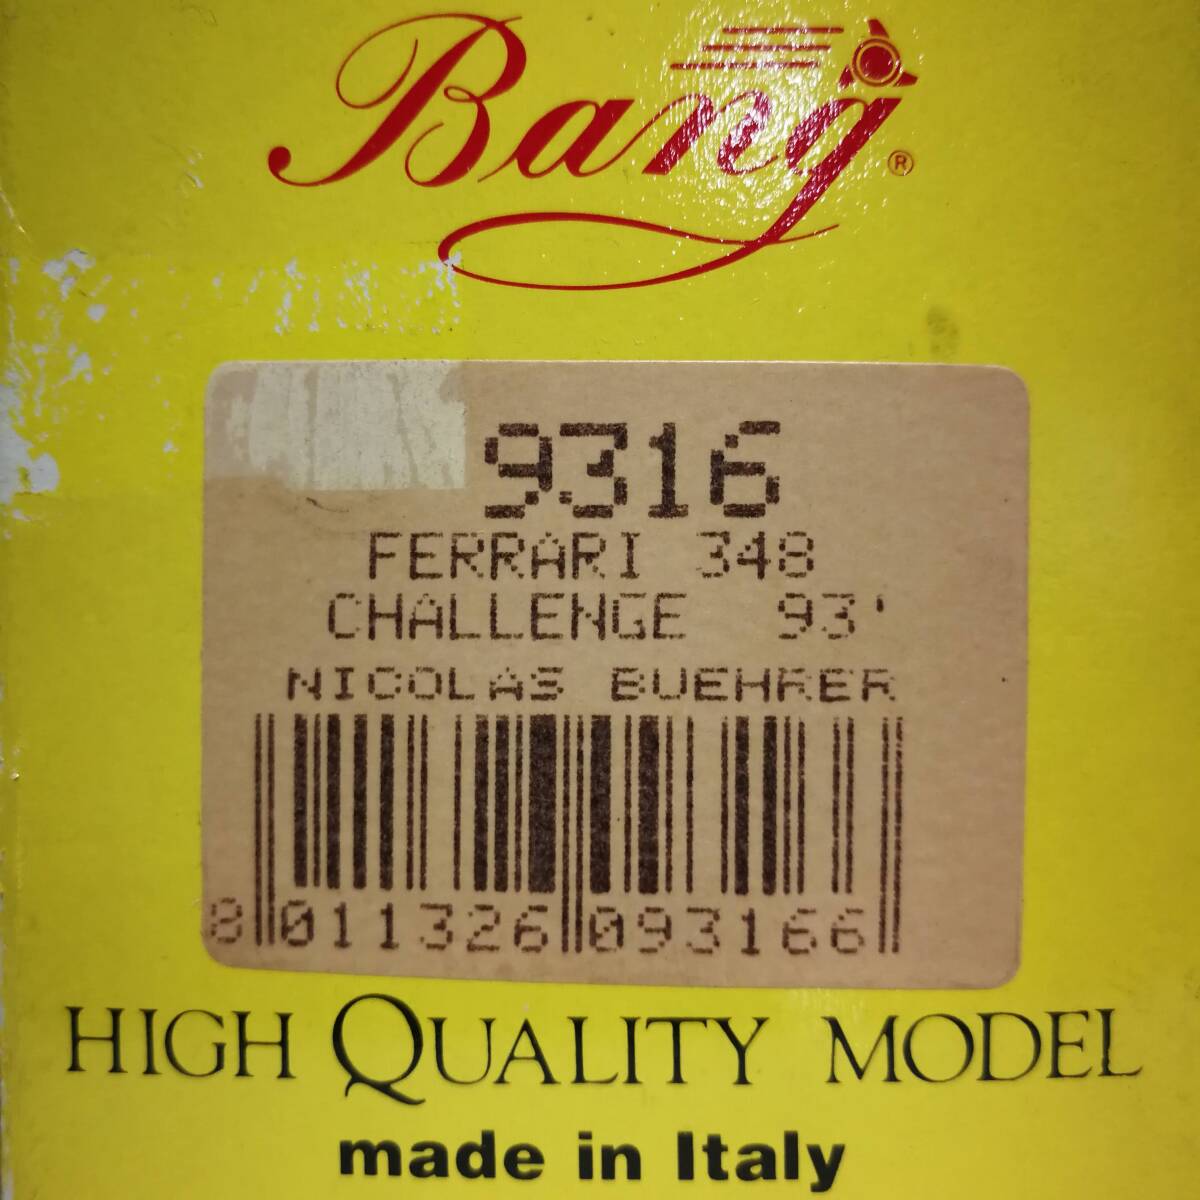 Bang®
9316
FERRARI 348
CHALLENGE 93'
NICOLAS BUEHRER
8 011326 093166
HIGH QUALITY MODEL
made in Italy